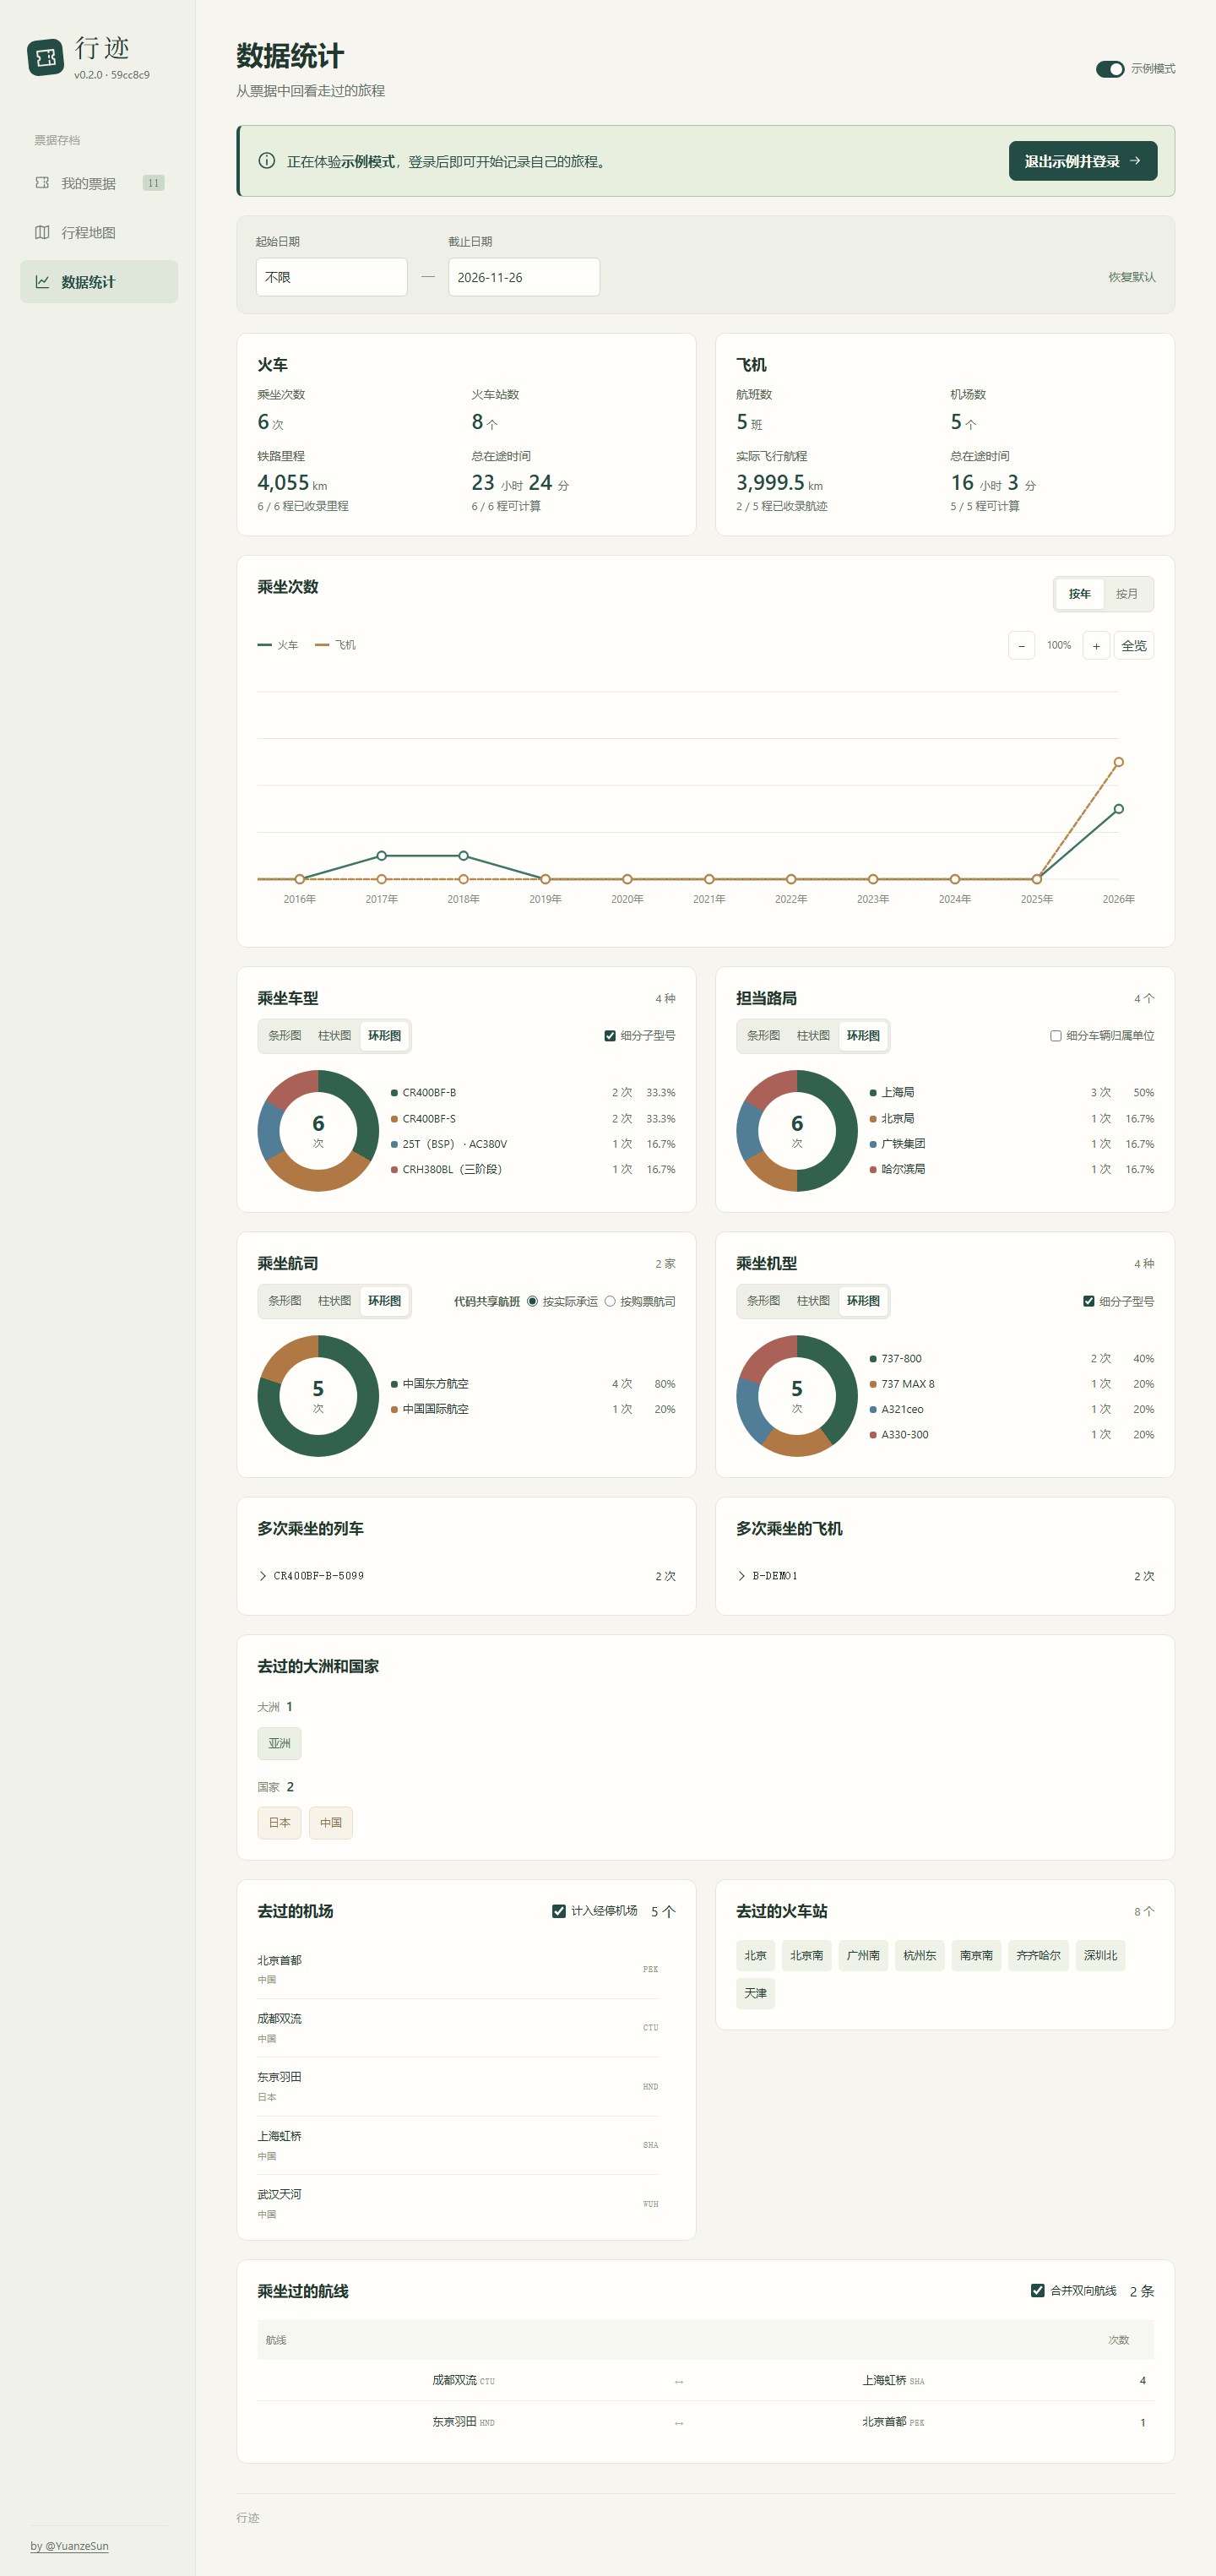 行迹
v0.2.0 · 59cc8c9
票据存档
我的票据 11
行程地图
数据统计
数据统计
从票据中回看走过的旅程
示例模式
正在体验示例模式，登录后即可开始记录自己的旅程。
退出示例并登录 →
起始日期
截止日期
不限
—
2026-11-26
恢复默认
火车
乘坐次数
火车站数
6 次
8 个
铁路里程
总在途时间
4,055 km
23 小时 24 分
6 / 6 程已收录里程
6 / 6 程可计算
飞机
航班数
机场数
5 班
5 个
实际飞行航程
总在途时间
3,999.5 km
16 小时 3 分
2 / 5 程已收录航迹
5 / 5 程可计算
乘坐次数
按年 按月
火车 飞机
− 100% + 全览
2016年 2017年 2018年 2019年 2020年 2021年 2022年 2023年 2024年 2025年 2026年
乘坐车型
4 种
条形图 柱状图 环形图
细分子型号
6
次
CR400BF-B 2 次 33.3%
CR400BF-S 2 次 33.3%
25T（BSP） · AC380V 1 次 16.7%
CRH380BL（三阶段） 1 次 16.7%
担当路局
4 个
条形图 柱状图 环形图
细分车辆归属单位
6
次
上海局 3 次 50%
北京局 1 次 16.7%
广铁集团 1 次 16.7%
哈尔滨局 1 次 16.7%
乘坐航司
2 家
条形图 柱状图 环形图
代码共享航班 按实际承运 按购票航司
5
次
中国东方航空 4 次 80%
中国国际航空 1 次 20%
乘坐机型
4 种
条形图 柱状图 环形图
细分子型号
5
次
737-800 2 次 40%
737 MAX 8 1 次 20%
A321ceo 1 次 20%
A330-300 1 次 20%
多次乘坐的列车
CR400BF-B-5099 2 次
多次乘坐的飞机
B-DEMO1 2 次
去过的大洲和国家
大洲 1
亚洲
国家 2
日本 中国
去过的机场
计入经停机场 5 个
北京首都
中国
PEK
成都双流
中国
CTU
东京羽田
日本
HND
上海虹桥
中国
SHA
武汉天河
中国
WUH
去过的火车站
8 个
北京 北京南 广州南 杭州东 南京南 齐齐哈尔 深圳北
天津
乘坐过的航线
合并双向航线 2 条
航线 次数
成都双流 CTU ↔ 上海虹桥 SHA 4
东京羽田 HND ↔ 北京首都 PEK 1
行迹
by @YuanzeSun